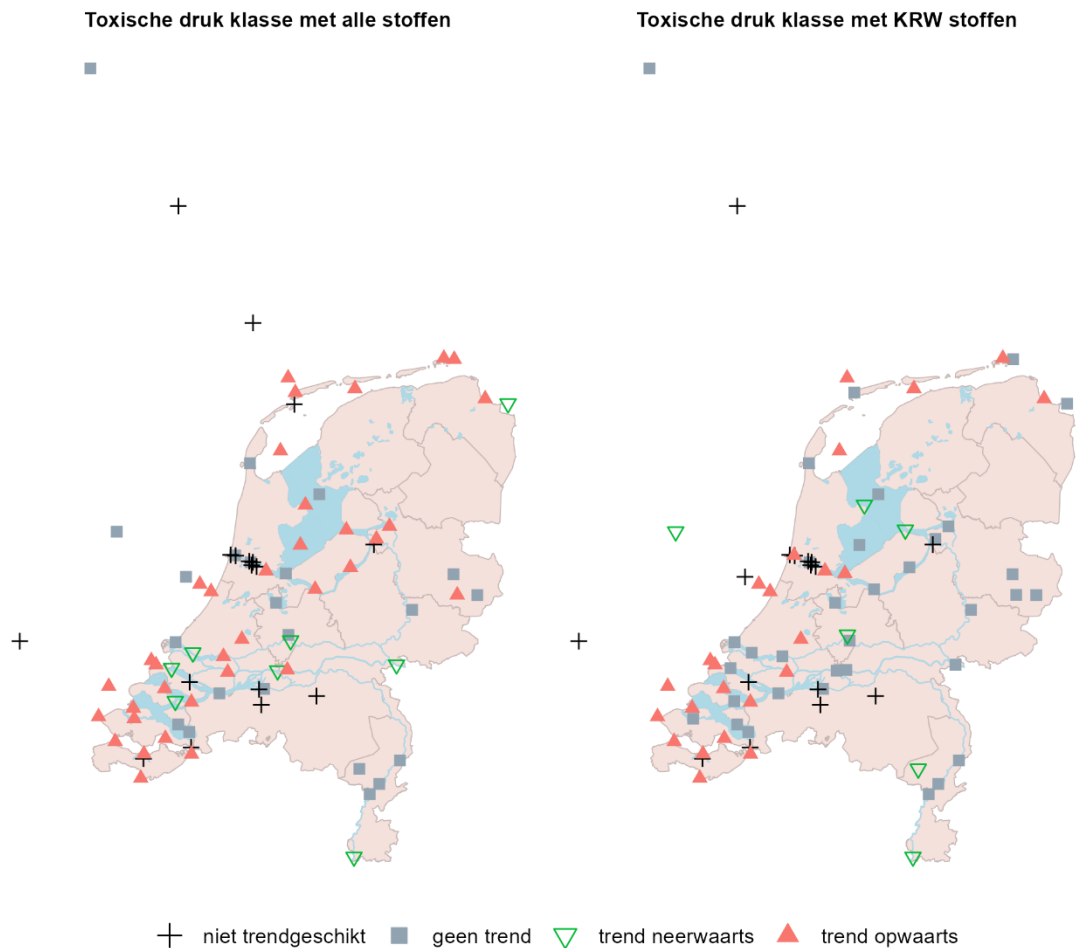 Toxische druk klasse met alle stoffen
Toxische druk klasse met KRW stoffen
niet trendgeschikt
geen trend
trend neerwaarts
trend opwaarts